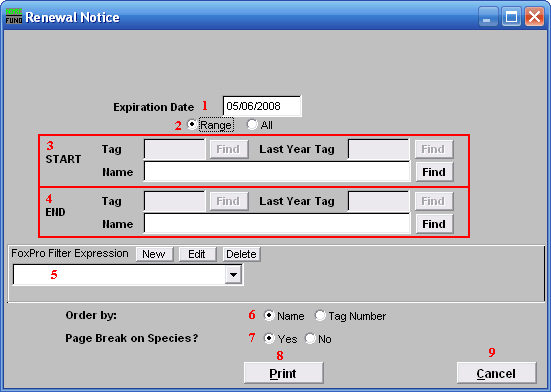 FUND Renewal Notice
Expiration Date 1 05/06/2008
2 Range All
3 Tag Find Last Year Tag Find
START
Name Find
4 Tag Find Last Year Tag Find
END
Name Find
FoxPro Filter Expression New Edit Delete
5
Order by: 6 Name Tag Number
Page Break on Species? 7 Yes No
8 9
Print Cancel